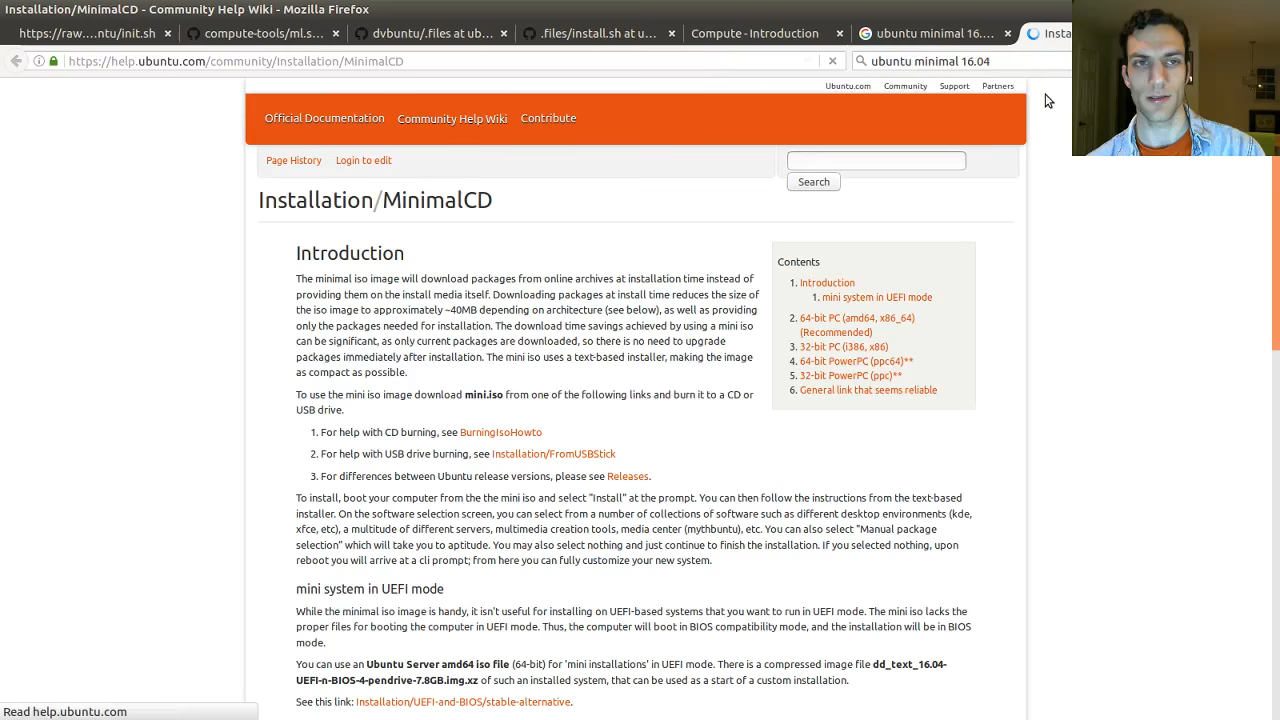 Installation/MinimalCD - Community Help Wiki - Mozilla Firefox
https://raw....ntu/init.sh × compute-tools/ml.s... × dvbuntu/.files at ub... × .files/install.sh at u... × Compute - Introduction × ubuntu minimal 16.... × Insta
https://help.ubuntu.com/community/Installation/MinimalCD ubuntu minimal 16.04
Ubuntu.com Community Support Partners
Official Documentation Community Help Wiki Contribute
Page History Login to edit
Search
Installation/MinimalCD
Introduction
The minimal iso image will download packages from online archives at installation time instead of
providing them on the install media itself. Downloading packages at install time reduces the size of
the iso image to approximately ~40MB depending on architecture (see below), as well as providing
only the packages needed for installation. The download time savings achieved by using a mini iso
can be significant, as only current packages are downloaded, so there is no need to upgrade
packages immediately after installation. The mini iso uses a text-based installer, making the image
as compact as possible.
Contents
1. Introduction
1. mini system in UEFI mode
2. 64-bit PC (amd64, x86_64)
(Recommended)
3. 32-bit PC (i386, x86)
4. 64-bit PowerPC (ppc64)**
5. 32-bit PowerPC (ppc)**
6. General link that seems reliable
To use the mini iso image download mini.iso from one of the following links and burn it to a CD or
USB drive.
1. For help with CD burning, see BurningIsoHowto
2. For help with USB drive burning, see Installation/FromUSBStick
3. For differences between Ubuntu release versions, please see Releases.
To install, boot your computer from the the mini iso and select "Install" at the prompt. You can then follow the instructions from the text-based
installer. On the software selection screen, you can select from a number of collections of software such as different desktop environments (kde,
xfce, etc), a multitude of different servers, multimedia creation tools, media center (mythbuntu), etc. You can also select "Manual package
selection" which will take you to aptitude. You may also select nothing and just continue to finish the installation. If you selected nothing, upon
reboot you will arrive at a cli prompt; from here you can fully customize your new system.
mini system in UEFI mode
While the minimal iso image is handy, it isn't useful for installing on UEFI-based systems that you want to run in UEFI mode. The mini iso lacks the
proper files for booting the computer in UEFI mode. Thus, the computer will boot in BIOS compatibility mode, and the installation will be in BIOS
mode.
You can use an Ubuntu Server amd64 iso file (64-bit) for 'mini installations' in UEFI mode. There is a compressed image file dd_text_16.04-
UEFI-n-BIOS-4-pendrive-7.8GB.img.xz of such an installed system, that can be used as a start of a custom installation.
See this link: Installation/UEFI-and-BIOS/stable-alternative.
Read help.ubuntu.com